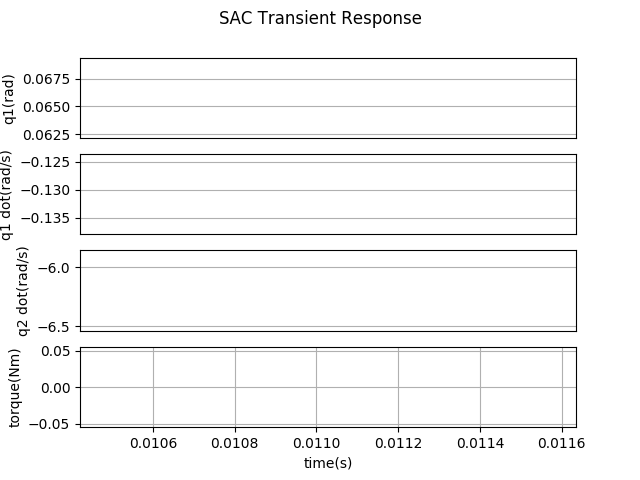 SAC Transient Response
q1(rad)
0.0675
0.0650
0.0625
q1 dot(rad/s)
−0.125
−0.130
−0.135
q2 dot(rad/s)
−6.0
−6.5
torque(Nm)
0.05
0.00
−0.05
0.0106 0.0108 0.0110 0.0112 0.0114 0.0116
time(s)